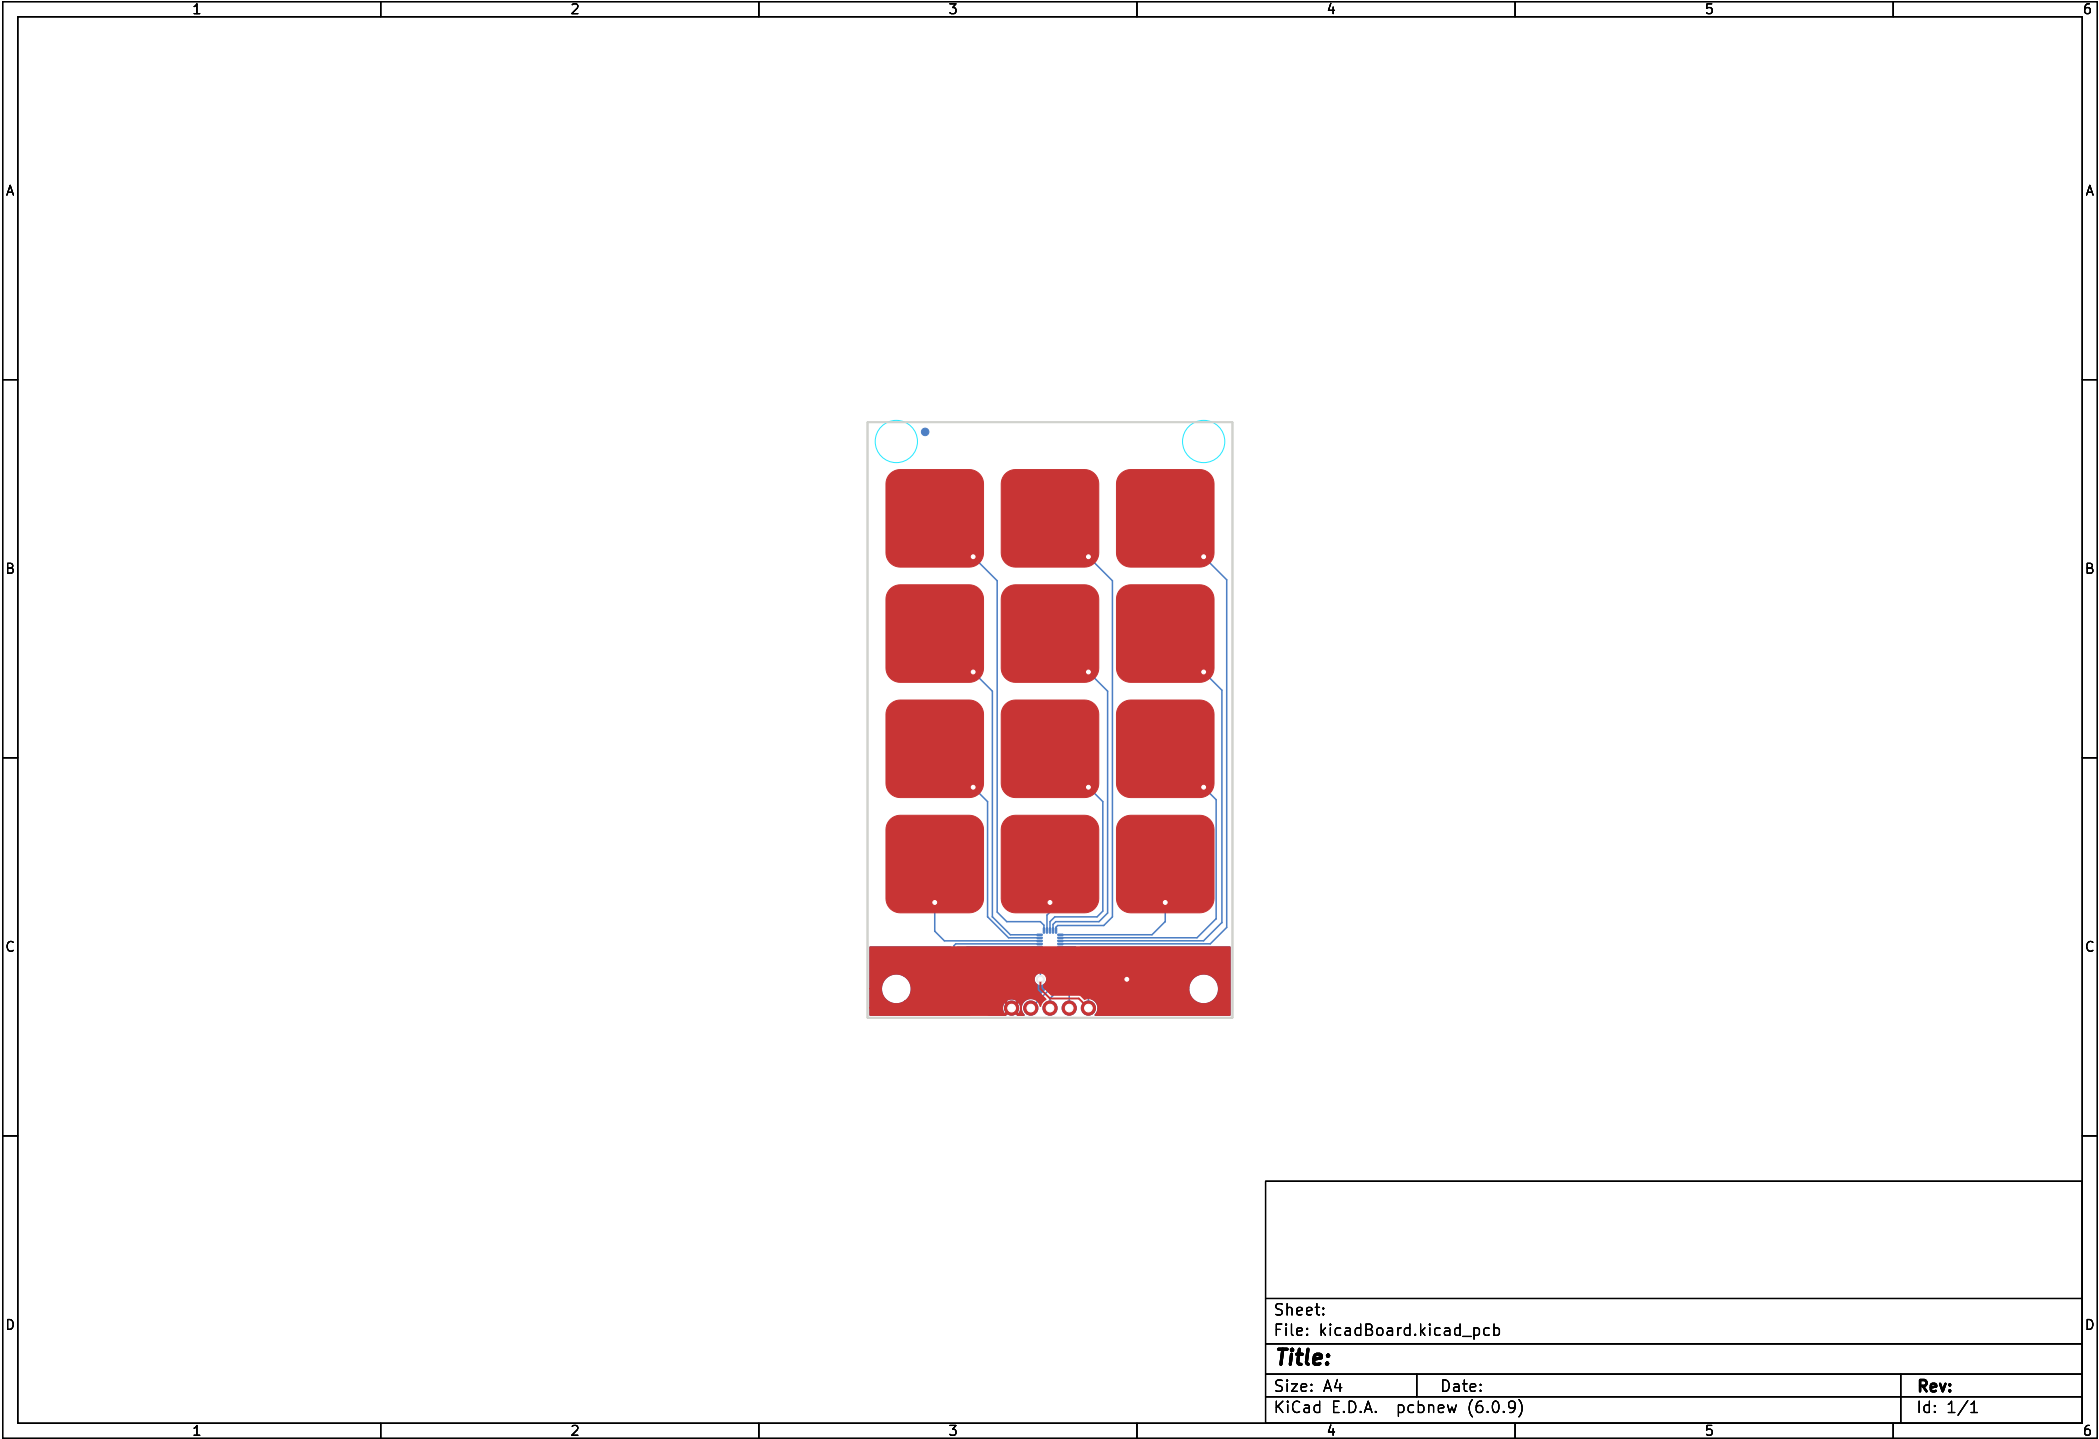 1 2 3 4 5 6
A A
B B
C C
Sheet:
File: kicadBoard.kicad_pcb
D D
Title:
Size: A4 Date: Rev:
KiCad E.D.A. pcbnew (6.0.9) Id: 1/1
1 2 3 4 5 6